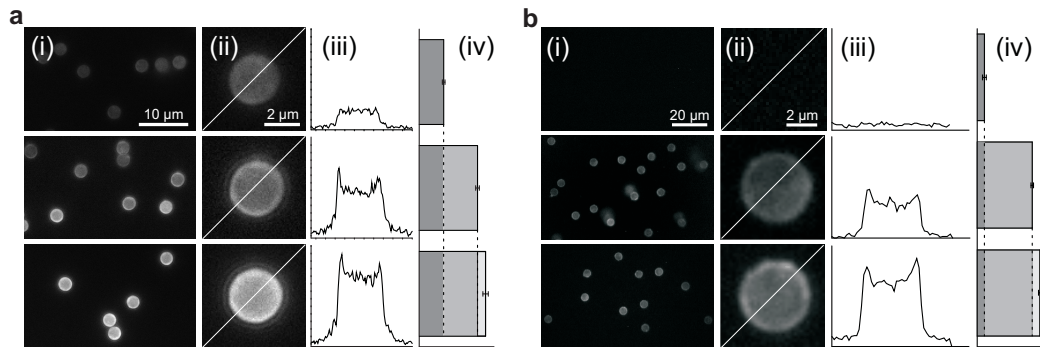 a
(i) (ii) (iii) (iv)
10 µm 2 µm
b
(i) (ii) (iii) (iv)
20 µm 2 µm